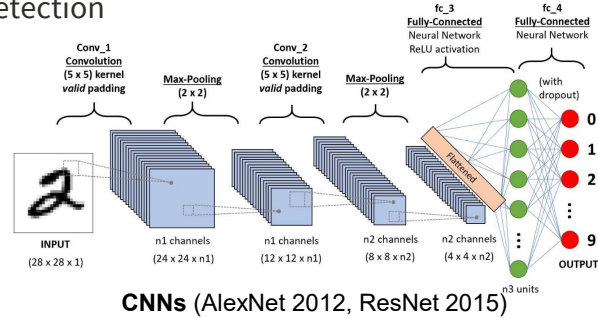 etection
fc_3
Fully-Connected
Neural Network
ReLU activation
fc_4
Fully-Connected
Neural Network
Conv_1
Convolution
(5 x 5) kernel
valid padding
Max-Pooling
(2 x 2)
Conv_2
Convolution
(5 x 5) kernel
valid padding
Max-Pooling
(2 x 2)
(with
dropout)
Flattened
0
1
2
9
INPUT
(28 x 28 x 1)
n1 channels
(24 x 24 x n1)
n1 channels
(12 x 12 x n1)
n2 channels
(8 x 8 x n2)
n2 channels
(4 x 4 x n2)
OUTPUT
n3 units
2
CNNs (AlexNet 2012, ResNet 2015)